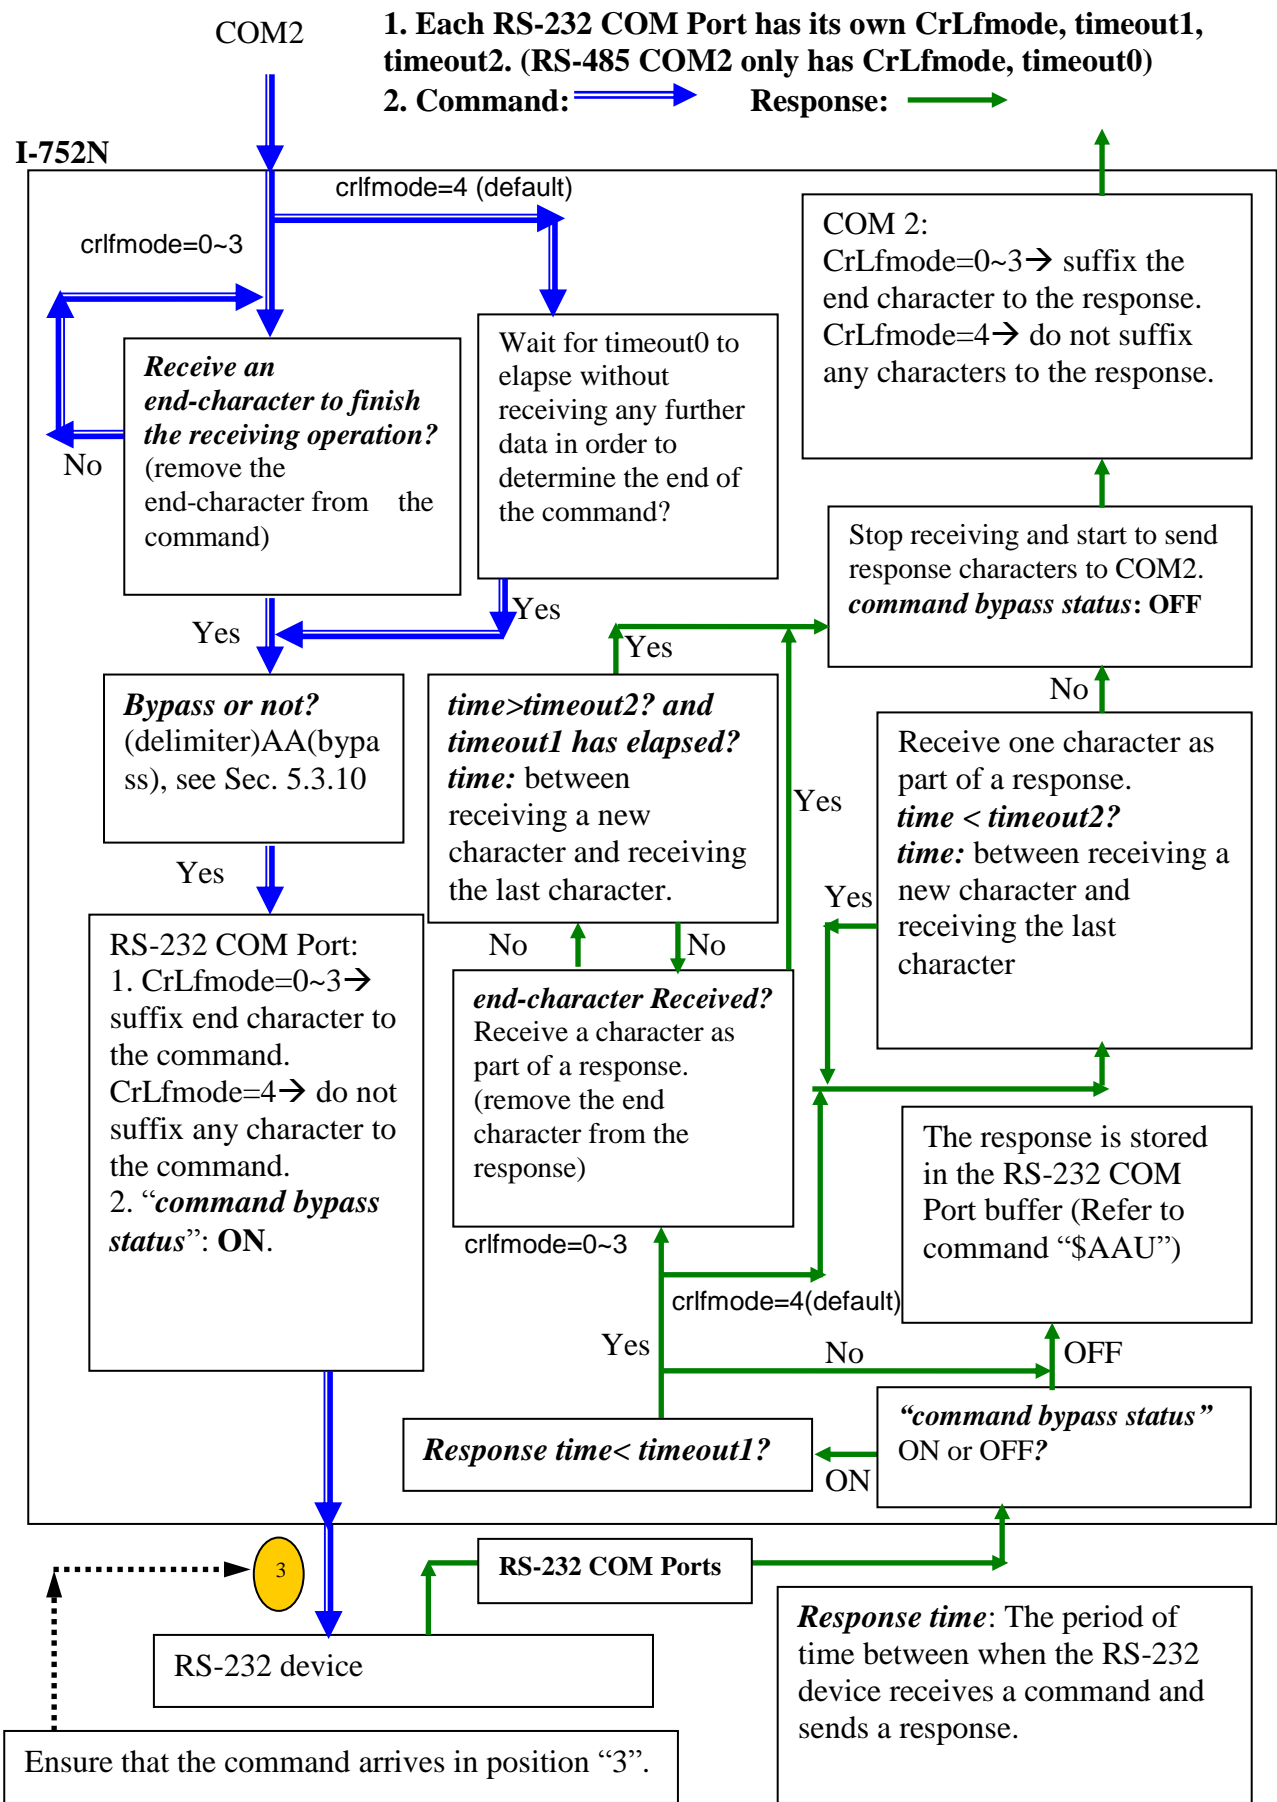 COM2
1. Each RS-232 COM Port has its own CrLfmode, timeout1,
timeout2. (RS-485 COM2 only has CrLfmode, timeout0)
2. Command:
Response:
I-752N
crlfmode=4 (default)
crlfmode=0~3
Receive an
end-character to finish
the receiving operation?
(remove the
end-character from the
command)
No
Wait for timeout0 to
elapse without
receiving any further
data in order to
determine the end of
the command?
COM 2:
CrLfmode=0~3→ suffix the
end character to the response.
CrLfmode=4→ do not suffix
any characters to the response.
Stop receiving and start to send
response characters to COM2.
command bypass status: OFF
Yes
Yes
Yes
Bypass or not?
(delimiter)AA(bypa
ss), see Sec. 5.3.10
time>timeout2? and
timeout1 has elapsed?
time: between
receiving a new
character and receiving
the last character.
Yes
No
Receive one character as
part of a response.
time < timeout2?
time: between receiving a
new character and
receiving the last
character
Yes
Yes
No
No
RS-232 COM Port:
1. CrLfmode=0~3→
suffix end character to
the command.
CrLfmode=4→ do not
suffix any character to
the command.
2. “command bypass
status”: ON.
end-character Received?
Receive a character as
part of a response.
(remove the end
character from the
response)
The response is stored
in the RS-232 COM
Port buffer (Refer to
command “$AAU”)
crlfmode=0~3
crlfmode=4(default)
Yes
No
OFF
Response time< timeout1?
ON
“command bypass status”
ON or OFF?
3
RS-232 COM Ports
RS-232 device
Response time: The period of
time between when the RS-232
device receives a command and
sends a response.
Ensure that the command arrives in position “3”.